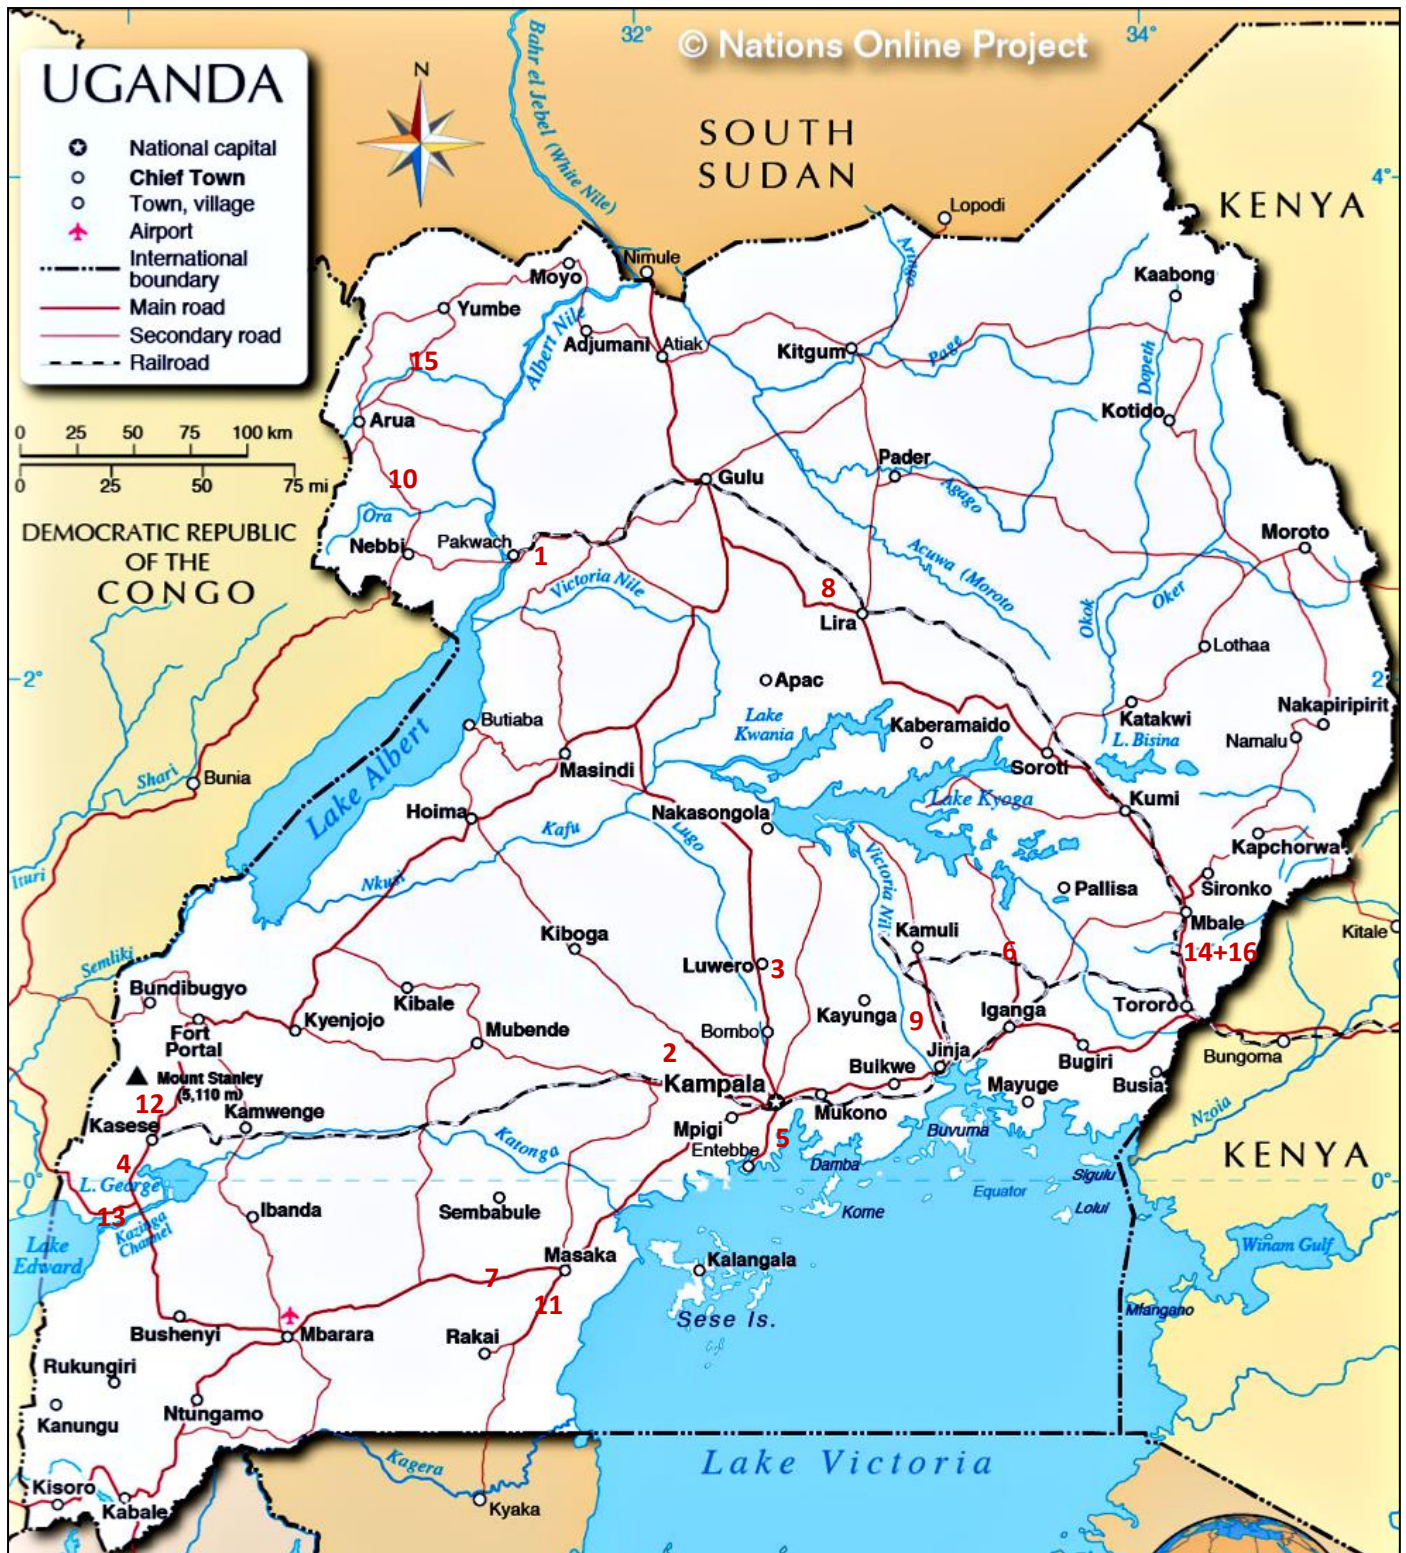 32°
34°
© Nations Online Project
UGANDA
National capital
Chief Town
Town, village
Airport
International
boundary
Main road
Secondary road
Railroad
N
Bahr el Jebel (White Nile)
SOUTH
SUDAN
4°
KENYA
Lopodi
Aringa
Nimule
Moyo
Kaabong
Yumbe
Albert Nile
Adjumani
Atiak
Kitgum
Page
Dopeth
15
Kotido
Arua
0 25 50 75 100 km
0 25 50 75 mi
Pader
Gulu
10
Agago
Ora
DEMOCRATIC REPUBLIC
OF THE
CONGO
Nebbi
Pakwach
1
Moroto
Victoria Nile
8
Acuwa (Moroto
Okok
Oker
Lira
Lothaa
2°
Apac
2
Butiaba
Lake
Kwania
Kaberamaido
Katakwi
L. Bisina
Nakapiripirit
Namalu
Lake Albert
Masindi
Soroti
Shari
Bunia
Hoima
Kafu
Nakasongola
Lake Kyoga
Kumi
Lugo
Kapchorwa
Ituri
Nkusi
Victoria Nile
Pallisa
Sironko
Mbale
Kiboga
Kamuli
Kitale
Semliki
Luwero
3
6
14+16
Bundibugyo
Kibale
Kayunga
Iganga
Tororo
Fort
Portal
Kyenjojo
Mubende
Bombo
9
2
Jinja
Bugiri
Bungoma
Mount Stanley
(5,110 m)
Kampala
Buikwe
Mayuge
Busia
12
Kamwenge
Mukono
Nzoia
Kasese
Mpigi
5
Buvuma
Katonga
Entebbe
Damba
KENYA
4
L. George
Sigulu
0°
Equator
0°
13
Kazinga
Channel
Ibanda
Sembabule
Kome
Lolui
Lake
Edward
Masaka
Kalangala
Winam Gulf
7
11
Sese Is.
Mfangano
Bushenyi
Mbarara
Rakai
Rukungiri
Kanungu
Ntungamo
Kagera
Lake Victoria
Kisoro
Kabale
Kyaka